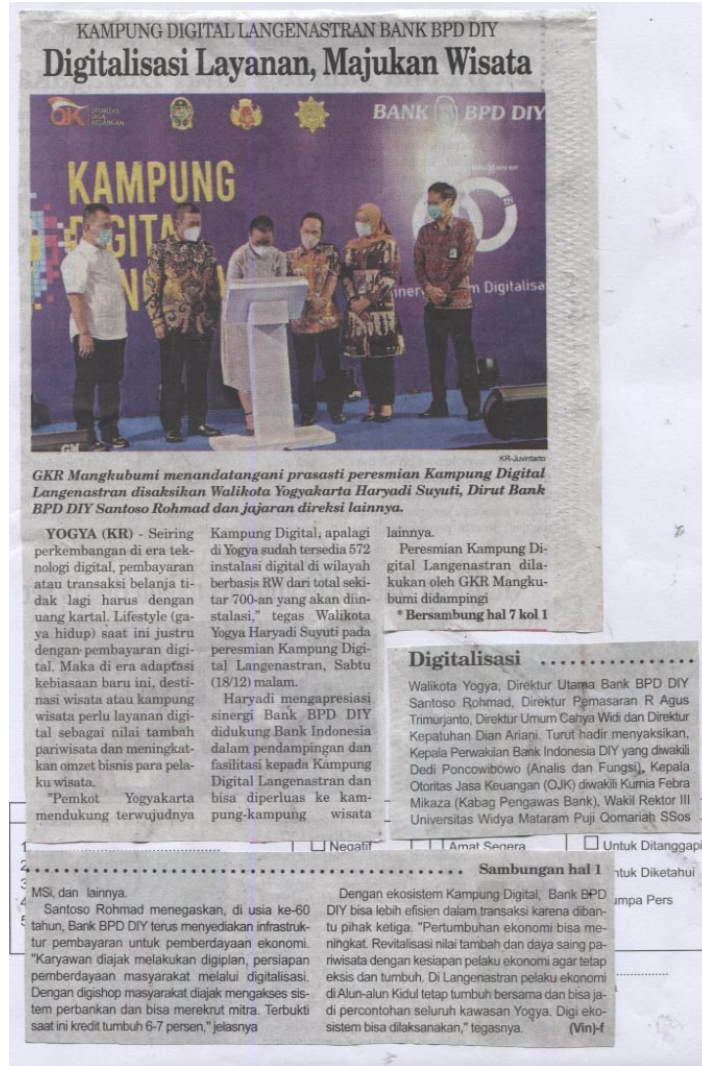 KAMPUNG DIGITAL LANGENASTRAN BANK BPD DIY
Digitalisasi Layanan, Majukan Wisata
OTORITAS
JASA
KEUANGAN
BANK BPD DIY
KAMPUNG
TH
m Digitalisa
KR-Juvintarto
GKR Mangkubumi menandatangani prasasti peresmian Kampung Digital
Langenastran disaksikan Walikota Yogyakarta Haryadi Suyuti, Dirut Bank
BPD DIY Santoso Rohmad dan jajaran direksi lainnya.
YOGYA (KR) - Seiring
perkembangan di era tek-
nologi digital, pembayaran
atau transaksi belanja ti-
dak lagi harus dengan
uang kartal. Lifestyle (ga-
ya hidup) saat ini justru
dengan pembayaran digi-
tal. Maka di era adaptasi
kebiasaan baru ini, desti-
nasi wisata atau kampung
wisata perlu layanan digi-
tal sebagai nilai tambah
pariwisata dan meningkat-
kan omzet bisnis para pela-
ku wisata.
"Pemkot Yogyakarta
mendukung terwujudnya
Kampung Digital, apalagi
di Yogya sudah tersedia 572
instalasi digital di wilayah
berbasis RW dari total seki-
tar 700-an yang akan diin-
stalasi," tegas Walikota
Yogya Haryadi Suyuti pada
peresmian Kampung Digi-
tal Langenastran, Sabtu
(18/12) malam.
Haryadi mengapresiasi
sinergi Bank BPD DIY
didukung Bank Indonesia
dalam pendampingan dan
fasilitasi kepada Kampung
Digital Langenastran dan
bisa diperluas ke kam-
pung-kampung wisata
lainnya.
Peresmian Kampung Di-
gital Langenastran dila-
kukan oleh GKR Mangku-
bumi didampingi
* Bersambung hal 7 kol 1
Digitalisasi ..................
Walikota Yogya, Direktur Utama Bank BPD DIY
Santoso Rohmad, Direktur Pemasaran R Agus
Trimurjanto, Direktur Umum Cahya Widi dan Direktur
Kepatuhan Dian Ariani. Turut hadir menyaksikan,
Kepala Perwakilan Bank Indonesia DIY yang diwakili
Dedi Poncowibowo (Analis dan Fungsi), Kepala
Otoritas Jasa Keuangan (OJK) diwakili Kurnia Febra
Mikaza (Kabag Pengawas Bank), Wakil Rektor III
Universitas Widya Mataram Puji Qomariah SSos
Negatif
Amat Segera
Untuk Ditanggapi
ntuk Diketahui
umpa Pers
Sambungan hal 1
MSi, dan lainnya.
Santoso Rohmad menegaskan, di usia ke-60
tahun, Bank BPD DIY terus menyediakan infrastruk-
tur pembayaran untuk pemberdayaan ekonomi.
"Karyawan diajak melakukan digiplan, persiapan
pemberdayaan masyarakat melalui digitalisasi.
Dengan digishop masyarakat diajak mengakses sis-
tem perbankan dan bisa merekrut mitra. Terbukti
saat ini kredit tumbuh 6-7 persen," jelasnya
Dengan ekosistem Kampung Digital, Bank BPD
DIY bisa lebih efisien dalam transaksi karena diban-
tu pihak ketiga. "Pertumbuhan ekonomi bisa me-
ningkat. Revitalisasi nilai tambah dan daya saing pa-
riwisata dengan kesiapan pelaku ekonomi agar tetap
eksis dan tumbuh. Di Langenastran pelaku ekonomi
di Alun-alun Kidul tetap tumbuh bersama dan bisa ja-
di percontohan seluruh kawasan Yogya. Digi eko-
sistem bisa dilaksanakan," tegasnya. (Vin)-f